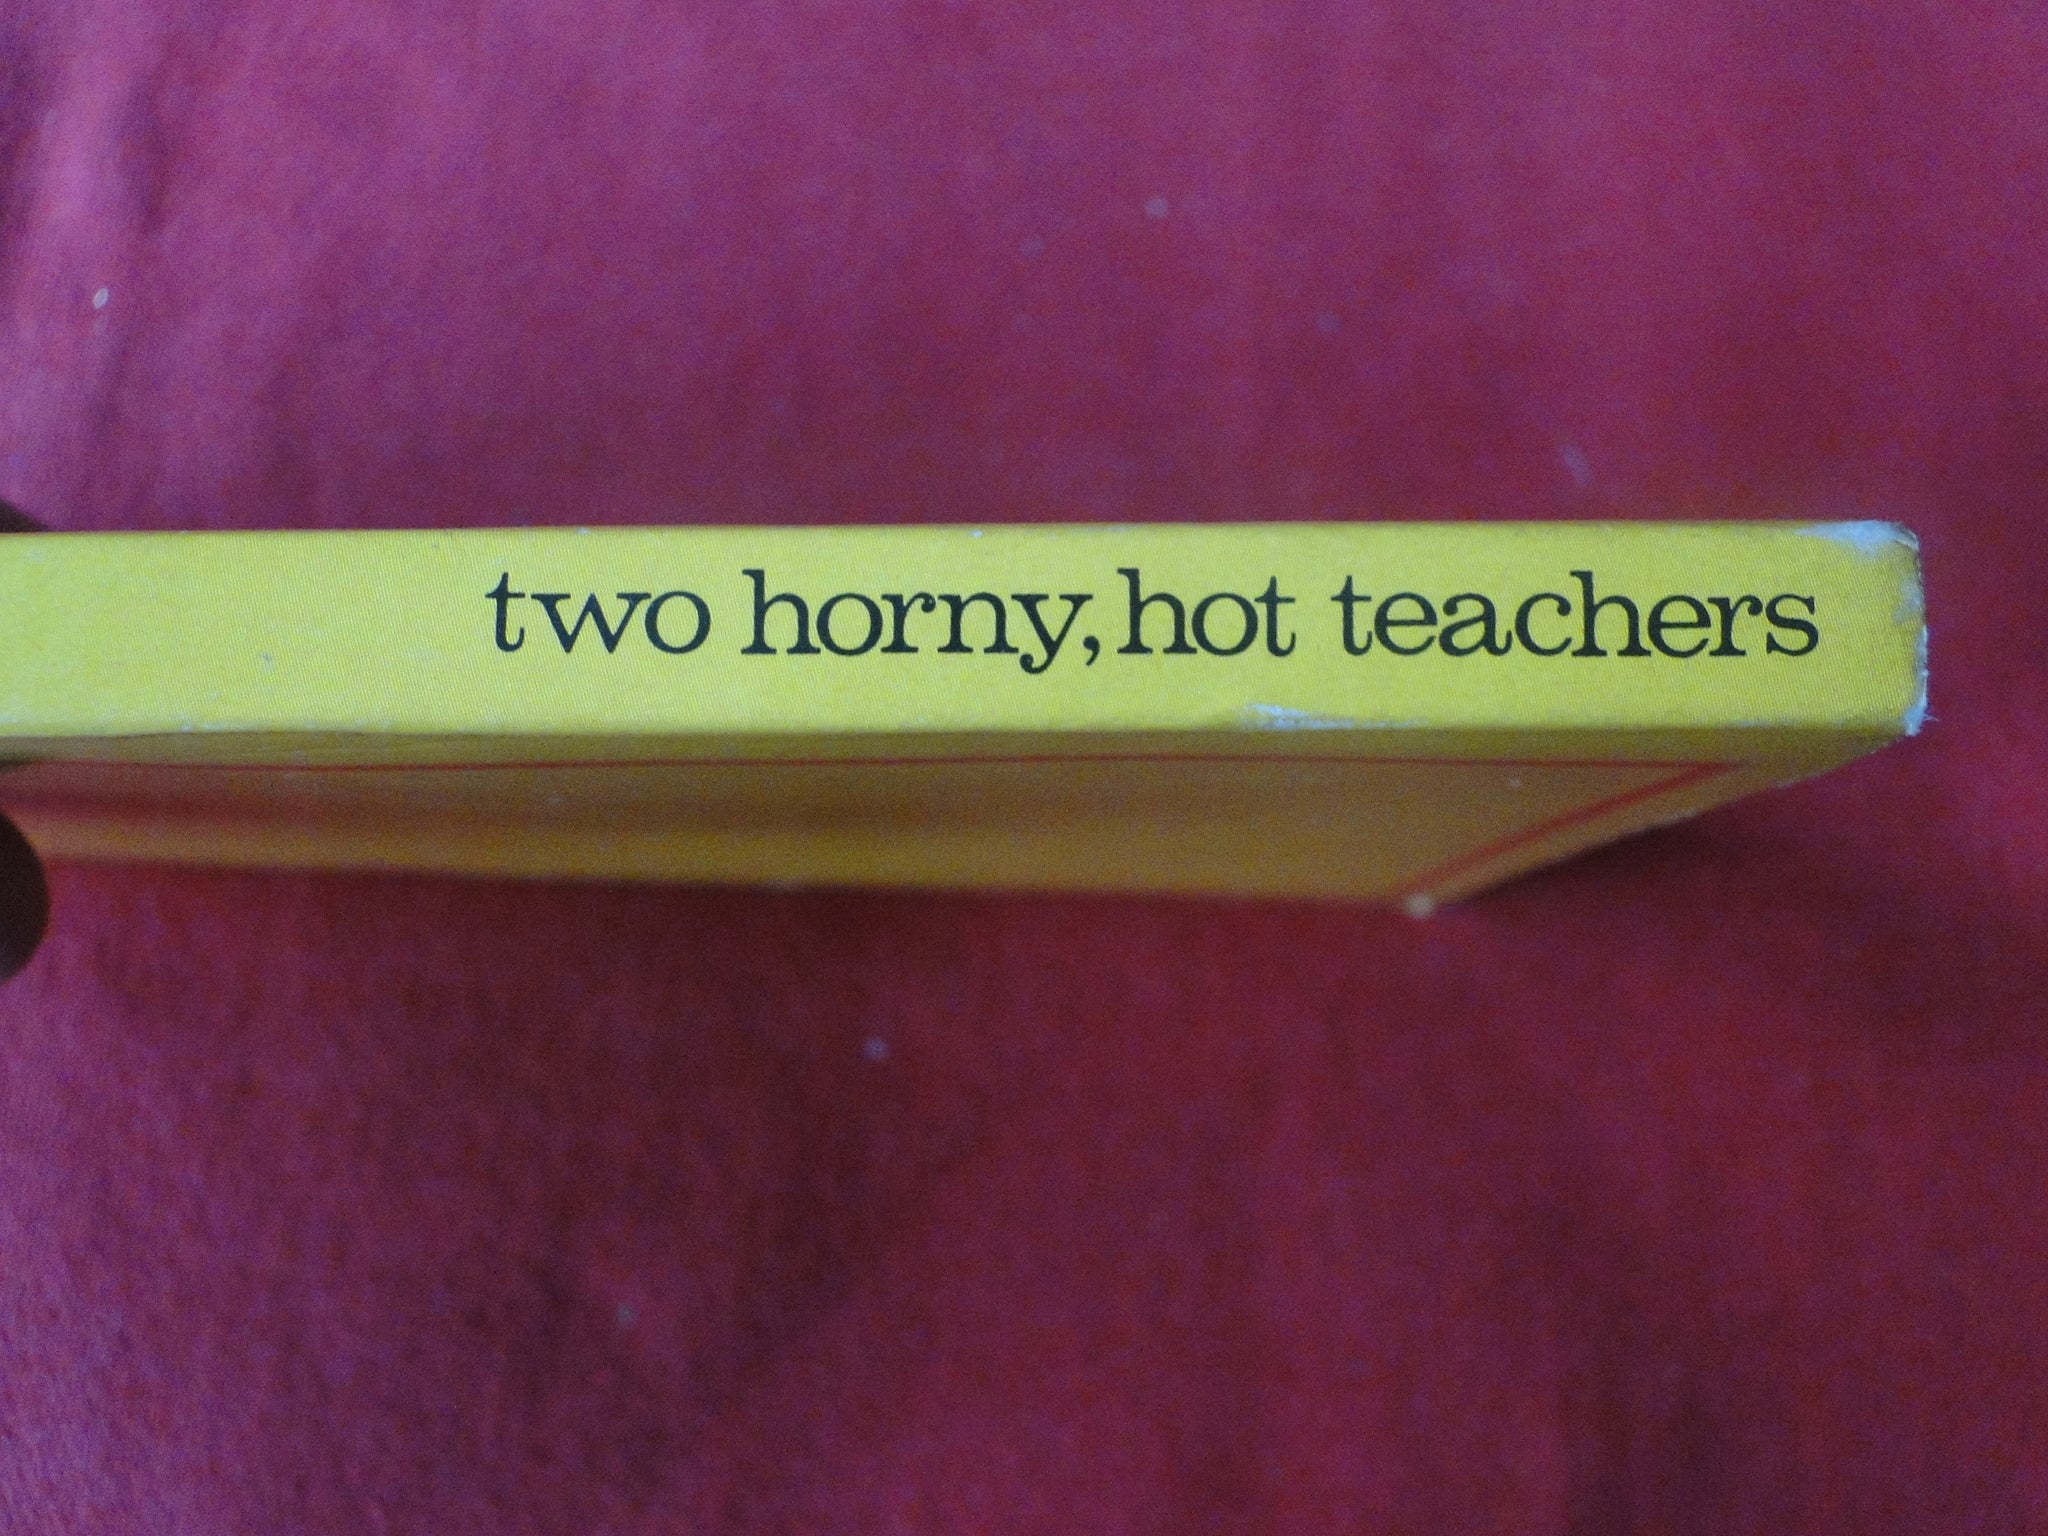 two horny, hot teachers